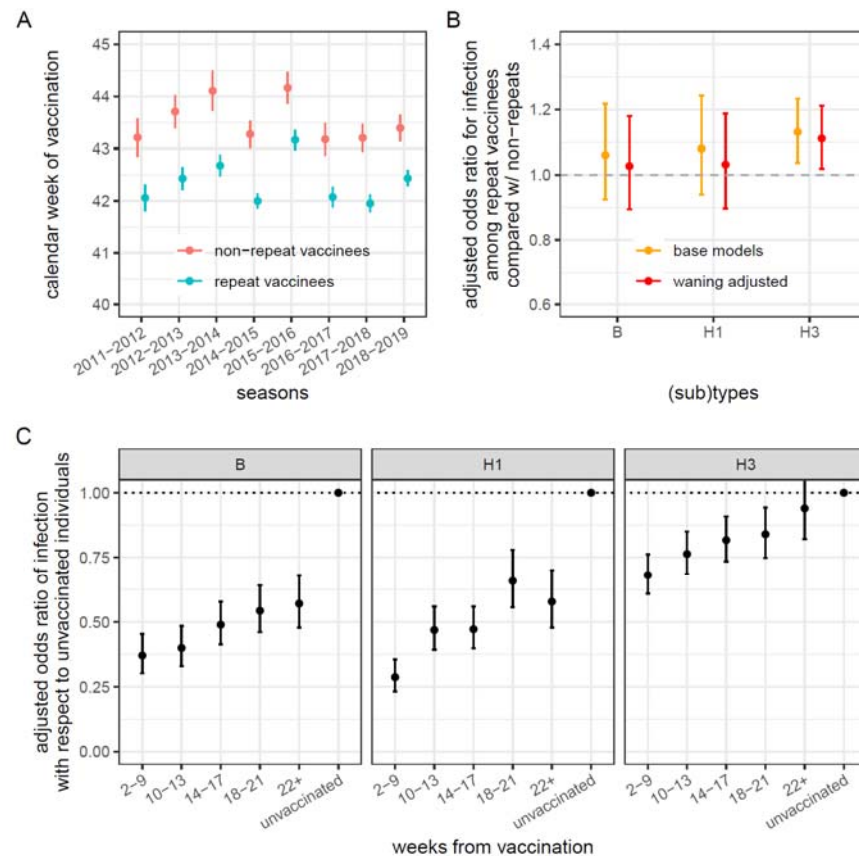 A
calendar week of vaccination
45
44
43
42
41
40
non−repeat vaccinees
repeat vaccinees
2011−2012
2012−2013
2013−2014
2014−2015
2015−2016
2016−2017
2017−2018
2018−2019
seasons
B
adjusted odds ratio for infection
among repeat vaccinees
compared w/ non−repeats
1.4
1.2
1.0
0.8
0.6
base models
waning adjusted
B
H1
H3
(sub)types
C
adjusted odds ratio of infection
with respect to unvaccinated individuals
B
H1
H3
1.00
0.75
0.50
0.25
0.00
2−9
10−13
14−17
18−21
22+
unvaccinated
2−9
10−13
14−17
18−21
22+
unvaccinated
2−9
10−13
14−17
18−21
22+
unvaccinated
weeks from vaccination